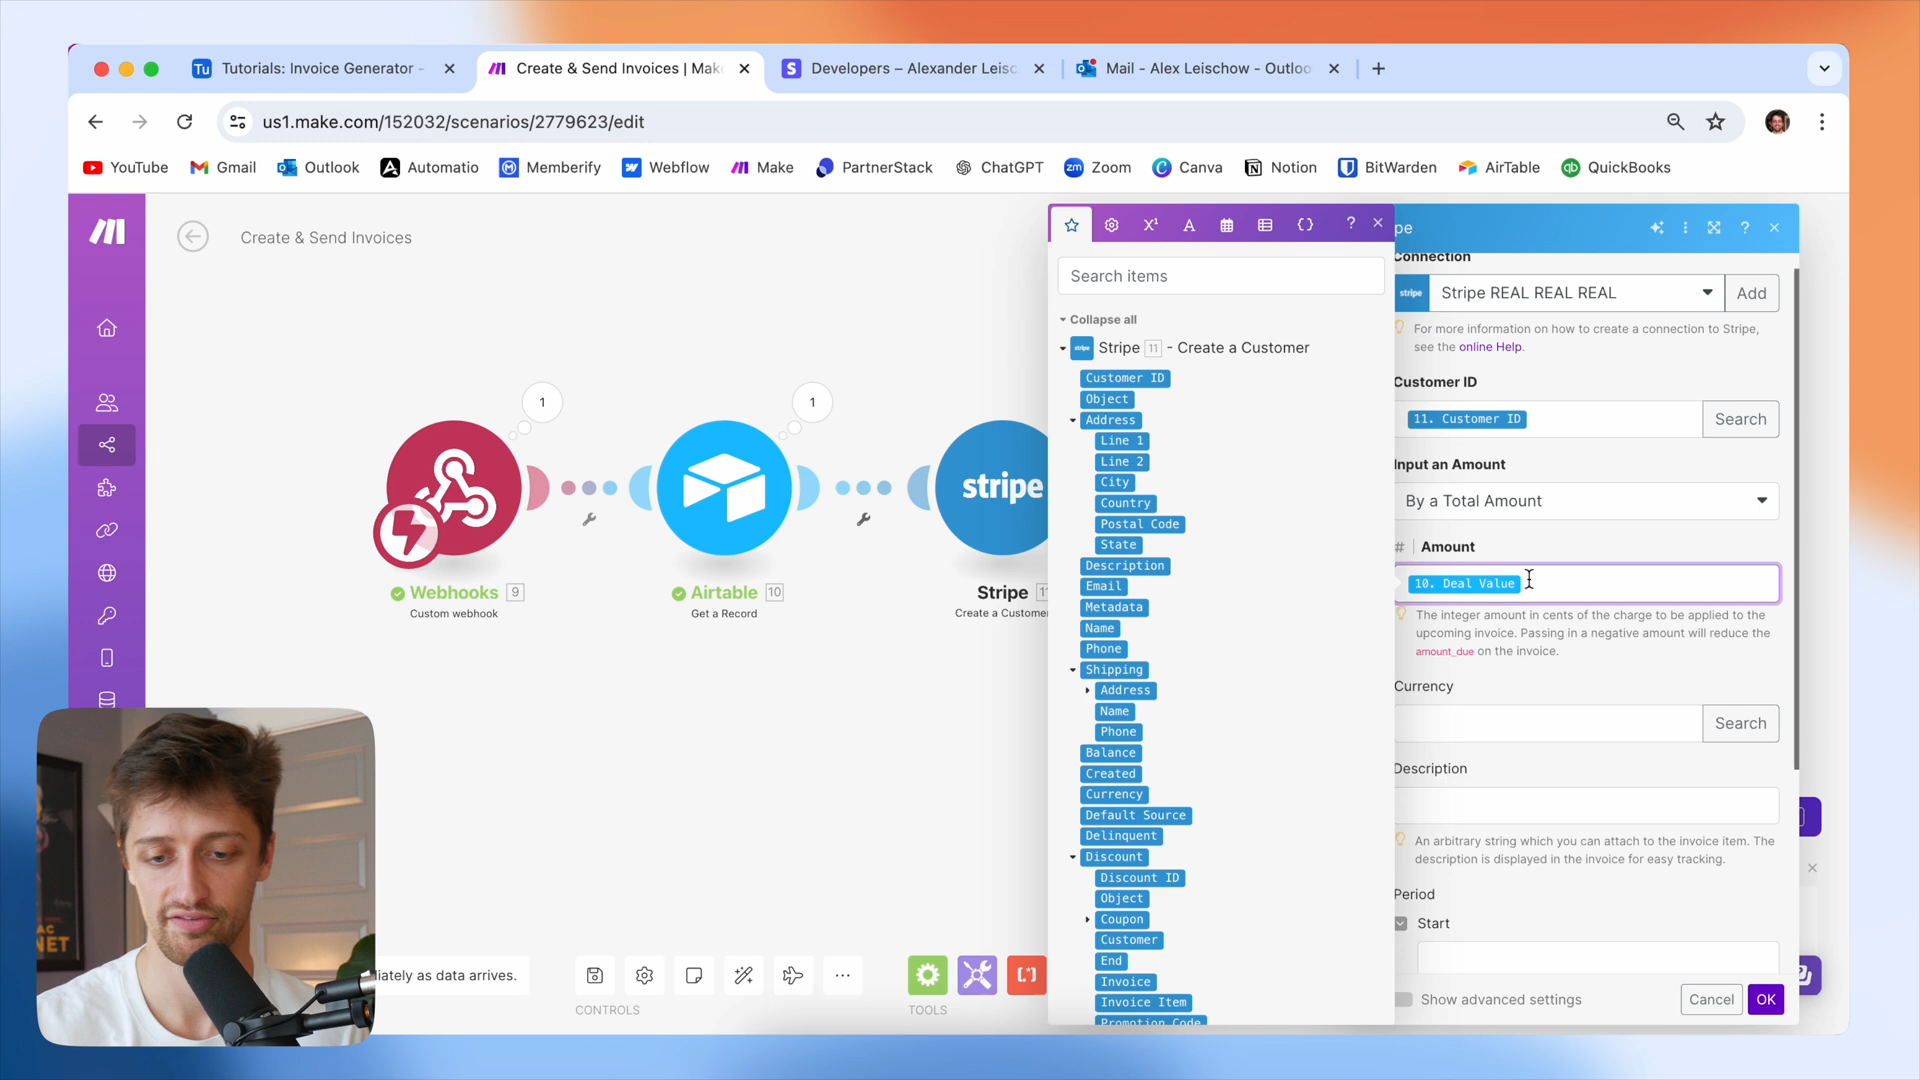 Tu Tutorials: Invoice Generator -
Create & Send Invoices | Mak
S Developers – Alexander Leisc
Mail - Alex Leischow - Outloo
us1.make.com/152032/scenarios/2779623/edit
YouTube
Gmail
Outlook
Automatio
Memberify
Webflow
Make
PartnerStack
ChatGPT
zm Zoom
Canva
Notion
BitWarden
AirTable
qb QuickBooks
Create & Send Invoices
1
1
stripe
Webhooks 9
Custom webhook
Airtable 10
Get a Record
Stripe 11
Create a Customer
iately as data arrives.
CONTROLS
TOOLS
Search items
Collapse all
stripe Stripe 11 - Create a Customer
Customer ID
Object
Address
Line 1
Line 2
City
Country
Postal Code
State
Description
Email
Metadata
Name
Phone
Shipping
Address
Name
Phone
Balance
Created
Currency
Default Source
Delinquent
Discount
Discount ID
Object
Coupon
Customer
End
Invoice
Invoice Item
Promotion Code
pe
Connection
stripe Stripe REAL REAL REAL Add
For more information on how to create a connection to Stripe,
see the online Help.
Customer ID
11. Customer ID Search
Input an Amount
By a Total Amount
# | Amount
10. Deal Value
The integer amount in cents of the charge to be applied to the
upcoming invoice. Passing in a negative amount will reduce the
amount_due on the invoice.
Currency
Search
Description
An arbitrary string which you can attach to the invoice item. The
description is displayed in the invoice for easy tracking.
Period
Start
Show advanced settings
Cancel
OK